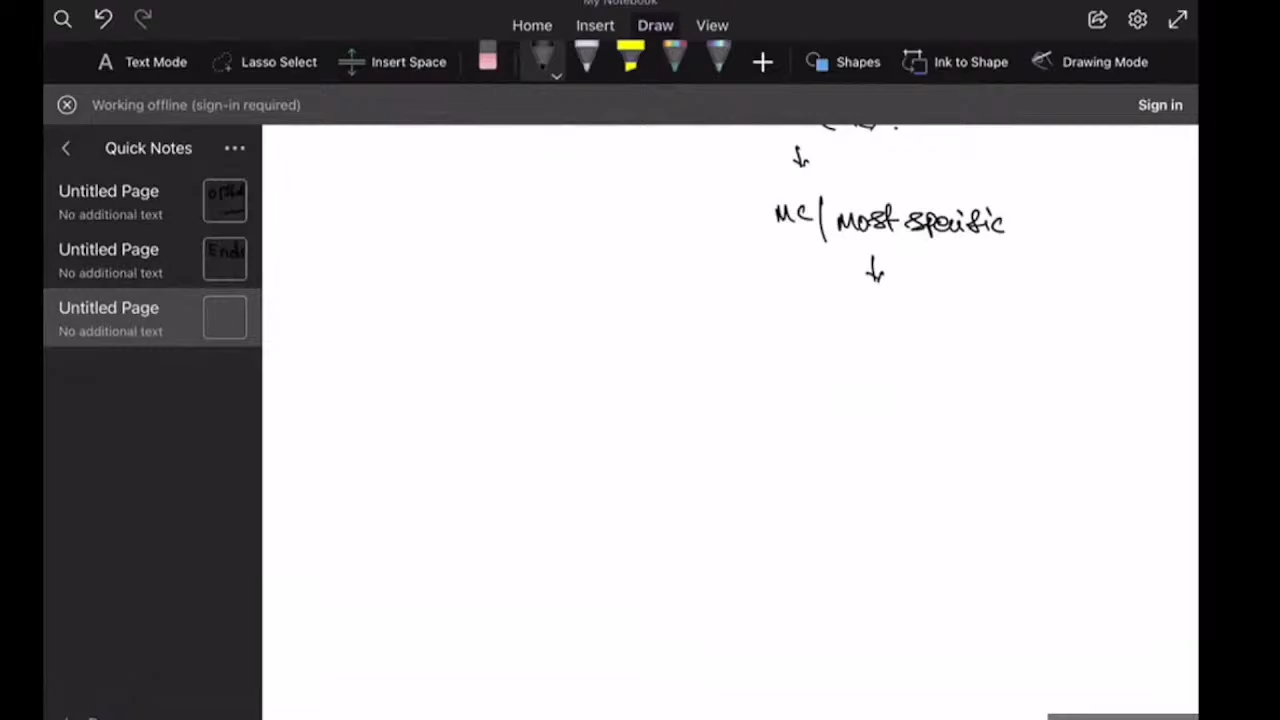 My Notebook
Home Insert Draw View
Text Mode Lasso Select Insert Space Shapes Ink to Shape Drawing Mode
Working offline (sign-in required) Sign in
Quick Notes
Untitled Page
No additional text
Untitled Page
No additional text
Untitled Page
No additional text
MC/most specific